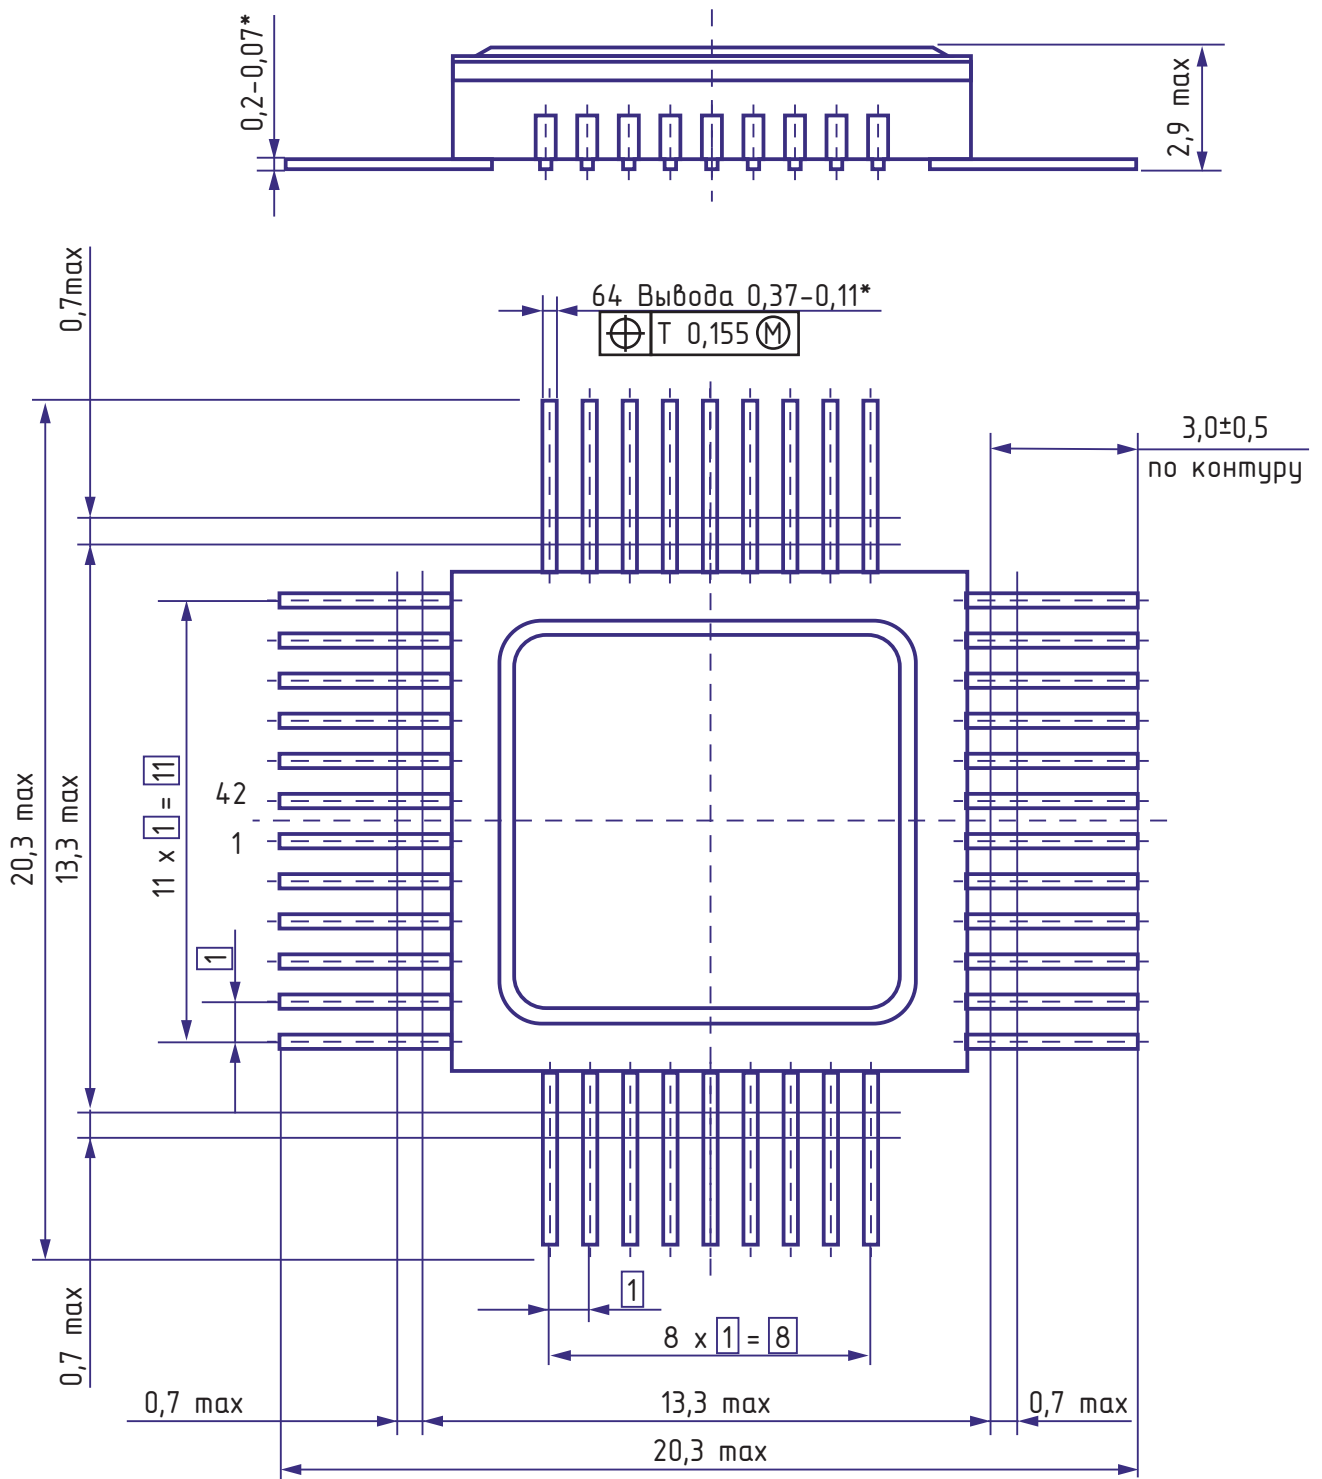 0,2-0,07*
2,9 max
0,7max
64 Вывода 0,37-0,11*
T 0,155 M
3,0±0,5
по контуру
20,3 max
13,3 max
11 x 1 = 11
42
1
1
0,7 max
1
8 x 1 = 8
0,7 max
13,3 max
0,7 max
20,3 max